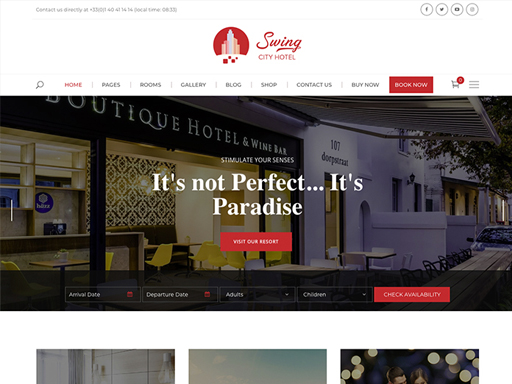 Contact us directly at +33(0)1 40 41 14 14 (local time: 08:33)
Swing
CITY HOTEL
HOME
PAGES
ROOMS
GALLERY
BLOG
SHOP
CONTACT US
BUY NOW
BOOK NOW
0
BOUTIQUE HOTEL & WINE BAR
107
dorpstraat
STIMULATE YOUR SENSES
It's not Perfect... It's
Paradise
VISIT OUR RESORT
Arrival Date
Departure Date
Adults
Children
CHECK AVAILABILITY